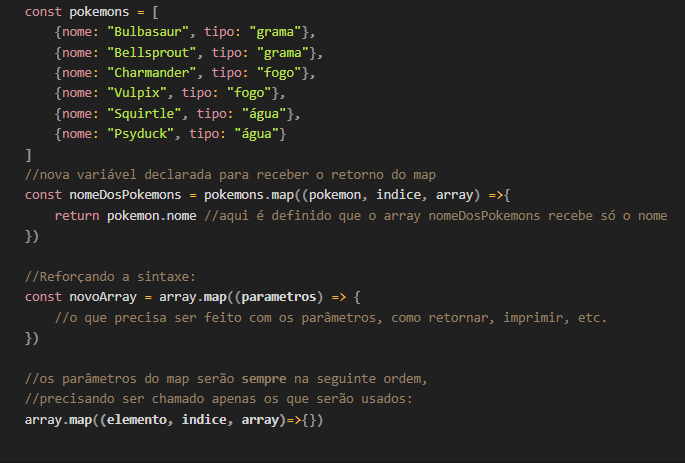 const pokemons = [
    {nome: "Bulbasaur", tipo: "grama"},
    {nome: "Bellsprout", tipo: "grama"},
    {nome: "Charmander", tipo: "fogo"},
    {nome: "Vulpix", tipo: "fogo"},
    {nome: "Squirtle", tipo: "água"},
    {nome: "Psyduck", tipo: "água"}
]
//nova variável declarada para receber o retorno do map
const nomeDosPokemons = pokemons.map((pokemon, indice, array) =>{
    return pokemon.nome //aqui é definido que o array nomeDosPokemons recebe só o nome
})

//Reforçando a sintaxe:
const novoArray = array.map((parametros) => {
    //o que precisa ser feito com os parâmetros, como retornar, imprimir, etc.
})

//os parâmetros do map serão sempre na seguinte ordem,
//precisando ser chamado apenas os que serão usados:
array.map((elemento, indice, array)=>{})